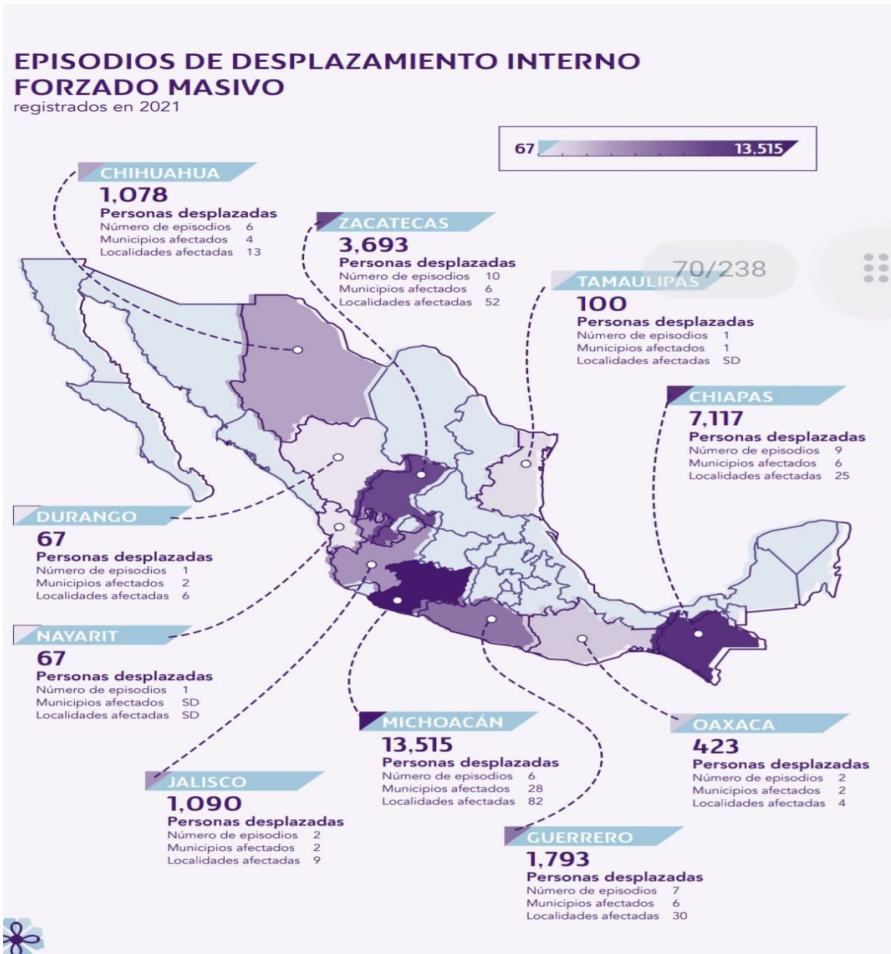 EPISODIOS DE DESPLAZAMIENTO INTERNO
FORZADO MASIVO
registrados en 2021
67
13,515
CHIHUAHUA
1,078
Personas desplazadas
Número de episodios 6
Municipios afectados 4
Localidades afectadas 13
ZACATECAS
3,693
Personas desplazadas
Número de episodios 10
Municipios afectados 6
Localidades afectadas 52
70/238
TAMAULIPAS
100
Personas desplazadas
Número de episodios 1
Municipios afectados 1
Localidades afectadas SD
CHIAPAS
7,117
Personas desplazadas
Número de episodios 9
Municipios afectados 6
Localidades afectadas 25
DURANGO
67
Personas desplazadas
Número de episodios 1
Municipios afectados 2
Localidades afectadas 6
NAYARIT
67
Personas desplazadas
Número de episodios 1
Municipios afectados SD
Localidades afectadas SD
MICHOACÁN
13,515
Personas desplazadas
Número de episodios 6
Municipios afectados 28
Localidades afectadas 82
OAXACA
423
Personas desplazadas
Número de episodios 2
Municipios afectados 2
Localidades afectadas 4
JALISCO
1,090
Personas desplazadas
Número de episodios 2
Municipios afectados 2
Localidades afectadas 9
GUERRERO
1,793
Personas desplazadas
Número de episodios 7
Municipios afectados 6
Localidades afectadas 30